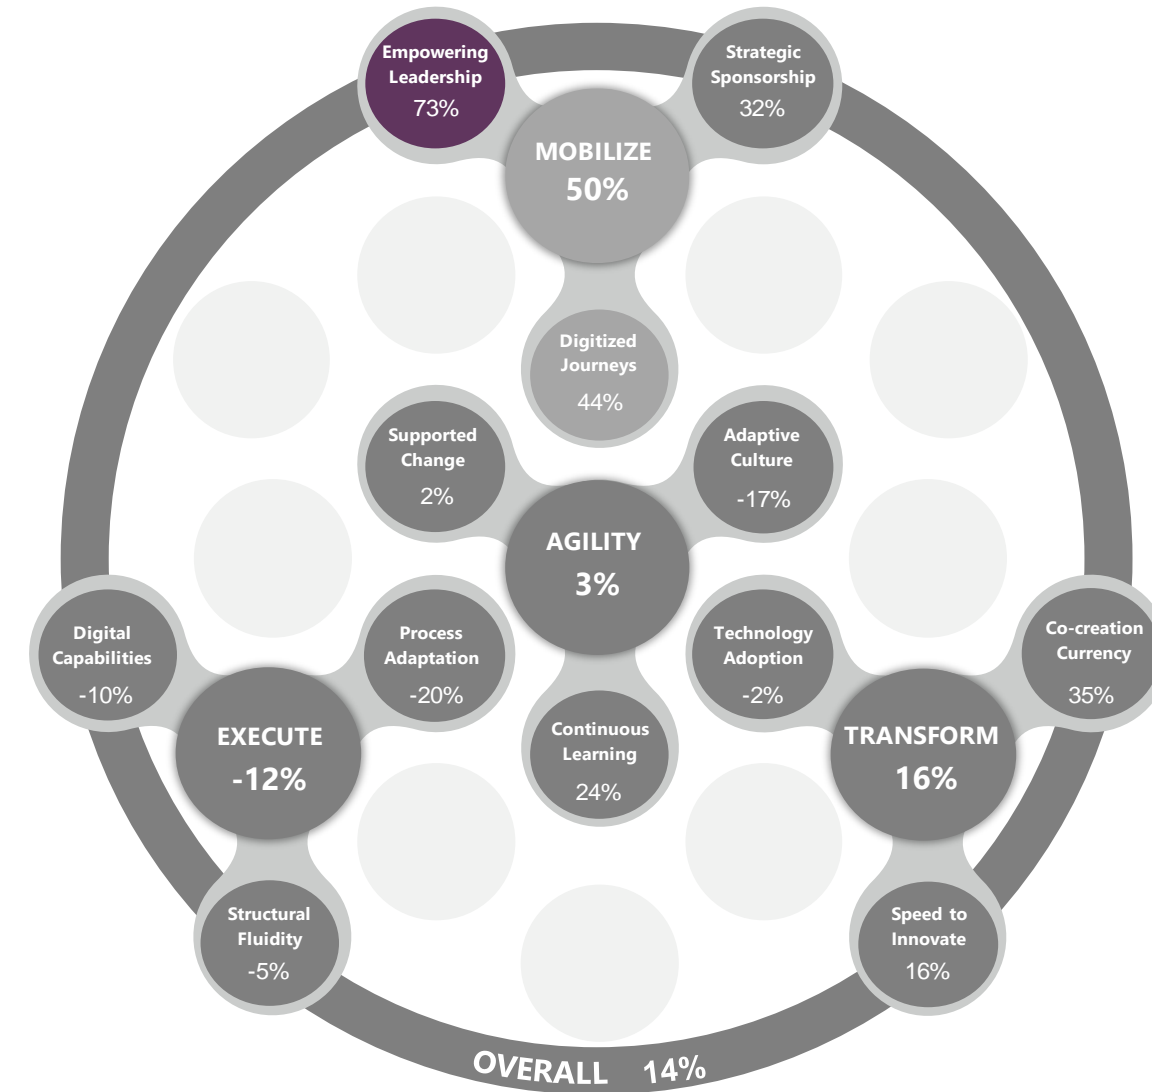 Empowering
Leadership
73%
Strategic
Sponsorship
32%
MOBILIZE
50%
Digitized
Journeys
44%
Supported
Change
2%
Adaptive
Culture
-17%
AGILITY
3%
Continuous
Learning
24%
Digital
Capabilities
-10%
Process
Adaptation
-20%
EXECUTE
-12%
Structural
Fluidity
-5%
Technology
Adoption
-2%
Co-creation
Currency
35%
TRANSFORM
16%
Speed to
Innovate
16%
OVERALL 14%